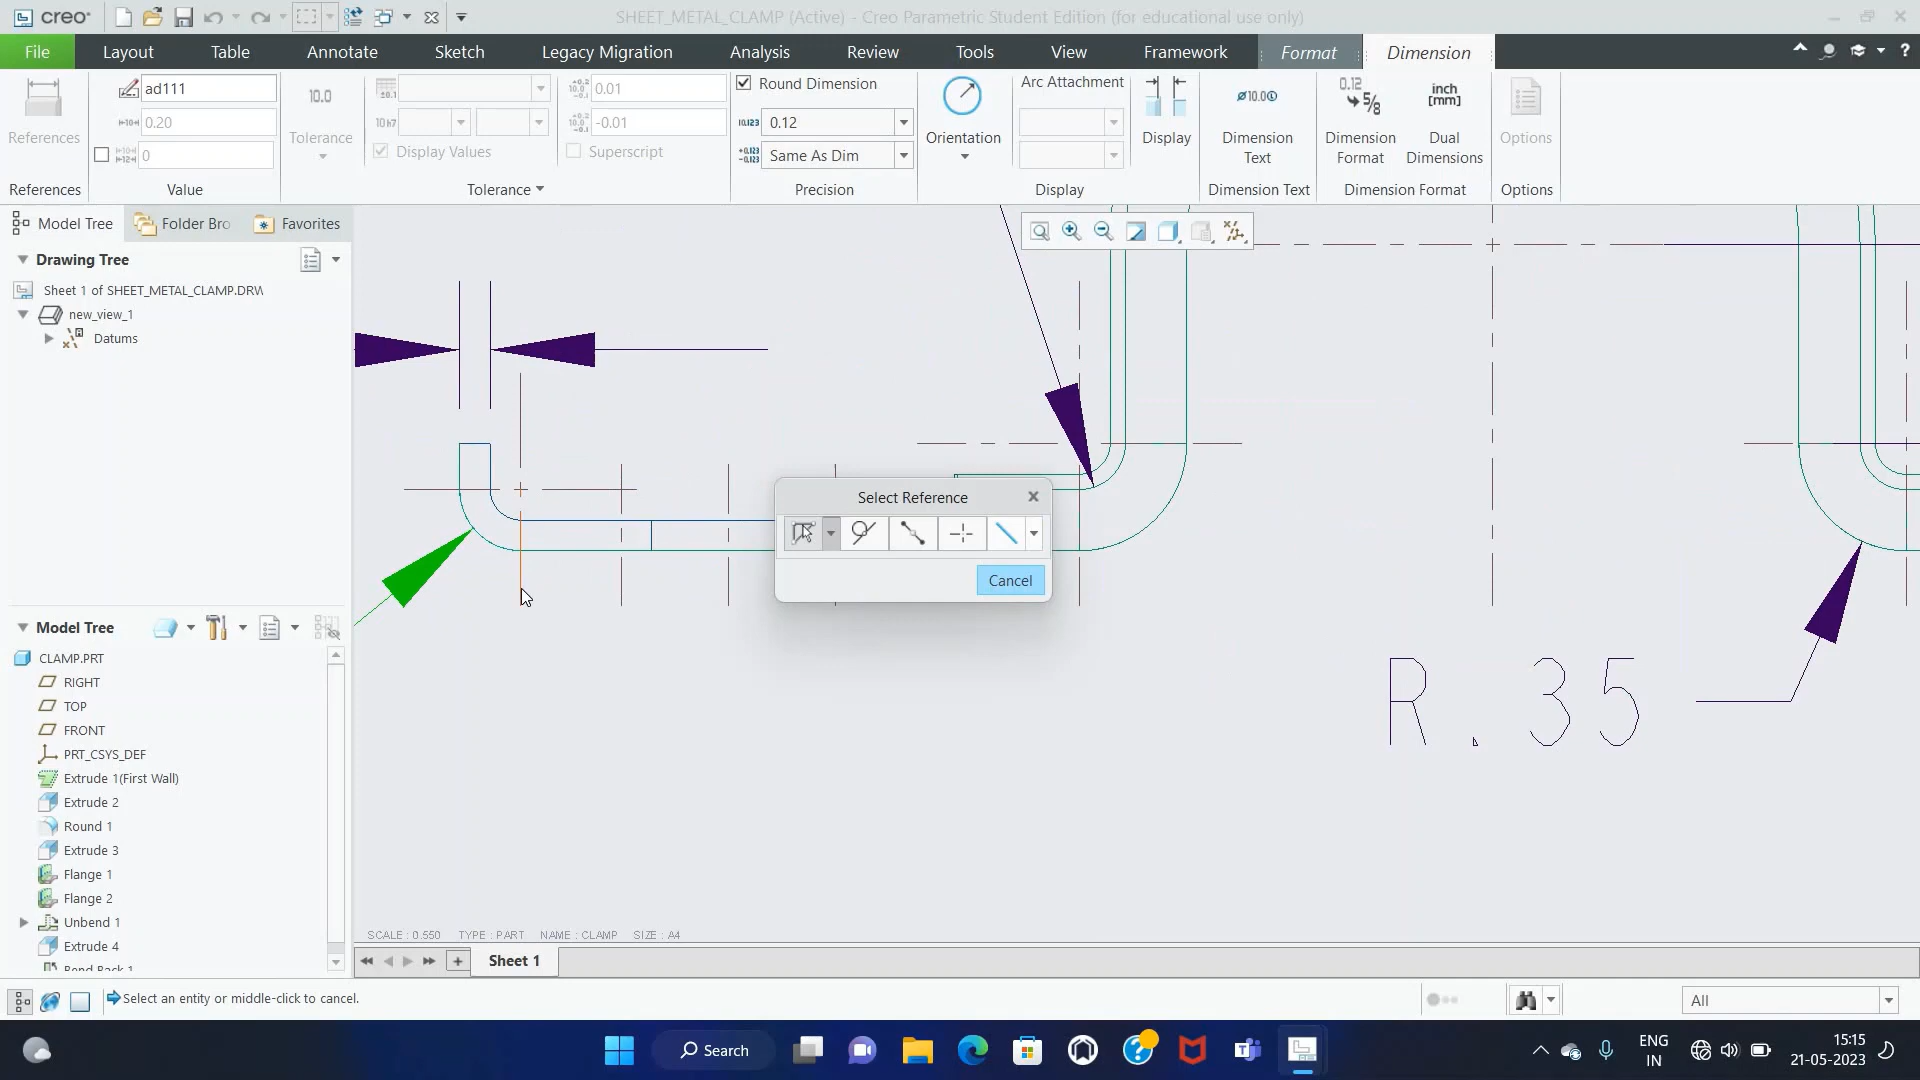 creo
SHEET_METAL_CLAMP (Active) - Creo Parametric Student Edition (for educational use only)
File Layout Table Annotate Sketch Legacy Migration Analysis Review Tools View Framework Format Dimension
References
ad111
0.20
0
Value
10.0
Tolerance
Display Values
0.01
-0.01
Superscript
Tolerance
Round Dimension
0.12
Same As Dim
Precision
Orientation
Arc Attachment
Display
Display
Dimension Text
Dimension Text
Dimension Format
inch [mm]
Dual Dimensions
Dimension Format
Options
Options
References
Model Tree Folder Bro Favorites
Drawing Tree
Sheet 1 of SHEET_METAL_CLAMP.DRW
new_view_1
Datums
Model Tree
CLAMP.PRT
RIGHT
TOP
FRONT
PRT_CSYS_DEF
Extrude 1(First Wall)
Extrude 2
Round 1
Extrude 3
Flange 1
Flange 2
Unbend 1
Extrude 4
Bend Back 1
Select Reference
Cancel
R.35
SCALE : 0.550 TYPE : PART NAME : CLAMP SIZE : A4
Sheet 1
Select an entity or middle-click to cancel.
All
Search
ENG
IN
15:15
21-05-2023